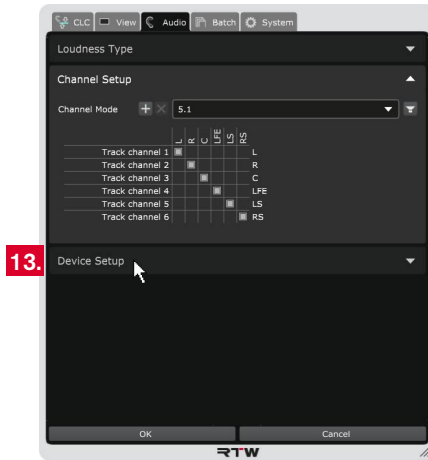 CLC View Audio Batch System
Loudness Type
Channel Setup
Channel Mode 5.1
L R C LFE LS RS
Track channel 1 L
Track channel 2 R
Track channel 3 C
Track channel 4 LFE
Track channel 5 LS
Track channel 6 RS
13.
Device Setup
OK Cancel
RTW